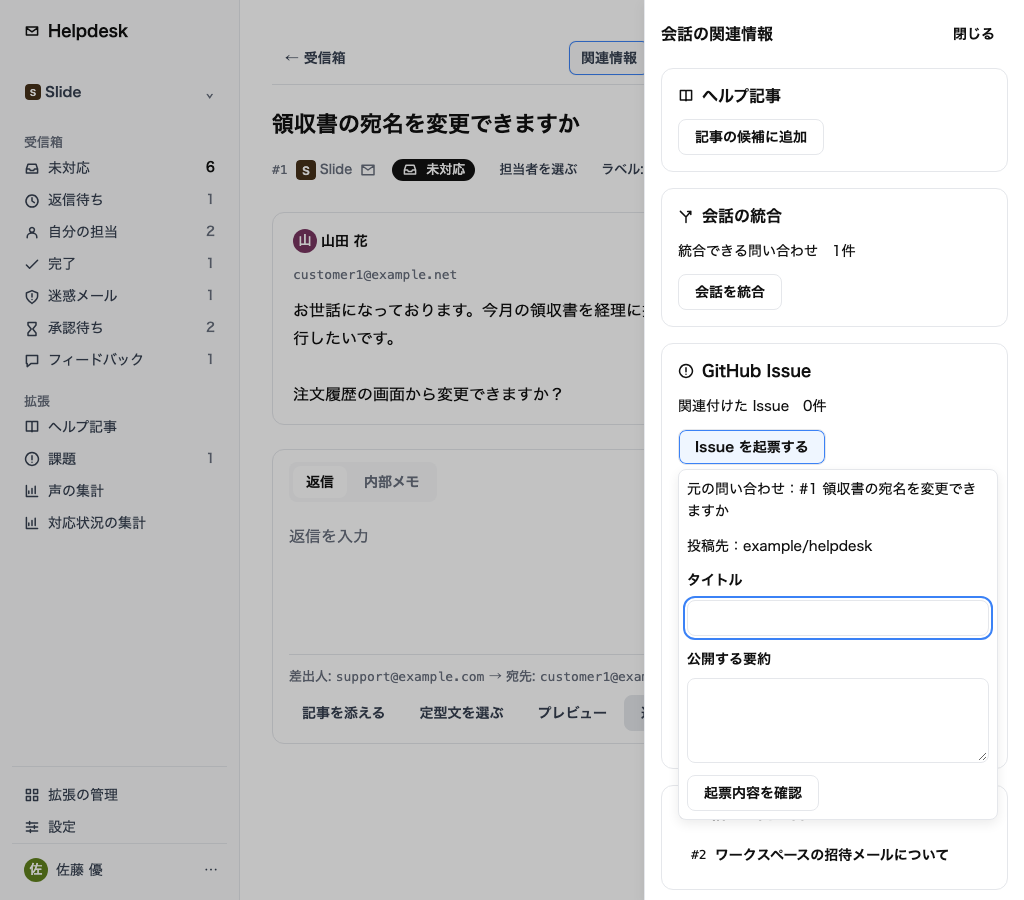 Helpdesk
S Slide
受信箱
未対応 6
返信待ち 1
自分の担当 2
完了 1
迷惑メール 1
承認待ち 2
フィードバック 1
拡張
ヘルプ記事
課題 1
声の集計
対応状況の集計
拡張の管理
設定
佐 佐藤 優 ···
← 受信箱
関連情報
領収書の宛名を変更できますか
#1 S Slide 未対応 担当者を選ぶ ラベル:
山 山田 花
customer1@example.net
お世話になっております。今月の領収書を経理に
行したいです。
注文履歴の画面から変更できますか？
返信 内部メモ
返信を入力
差出人: support@example.com → 宛先: customer1@exam
記事を添える 定型文を選ぶ プレビュー
会話の関連情報 閉じる
ヘルプ記事
記事の候補に追加
会話の統合
統合できる問い合わせ 1件
会話を統合
GitHub Issue
関連付けた Issue 0件
Issue を起票する
元の問い合わせ：#1 領収書の宛名を変更でき
ますか
投稿先：example/helpdesk
タイトル
公開する要約
起票内容を確認
#2 ワークスペースの招待メールについて